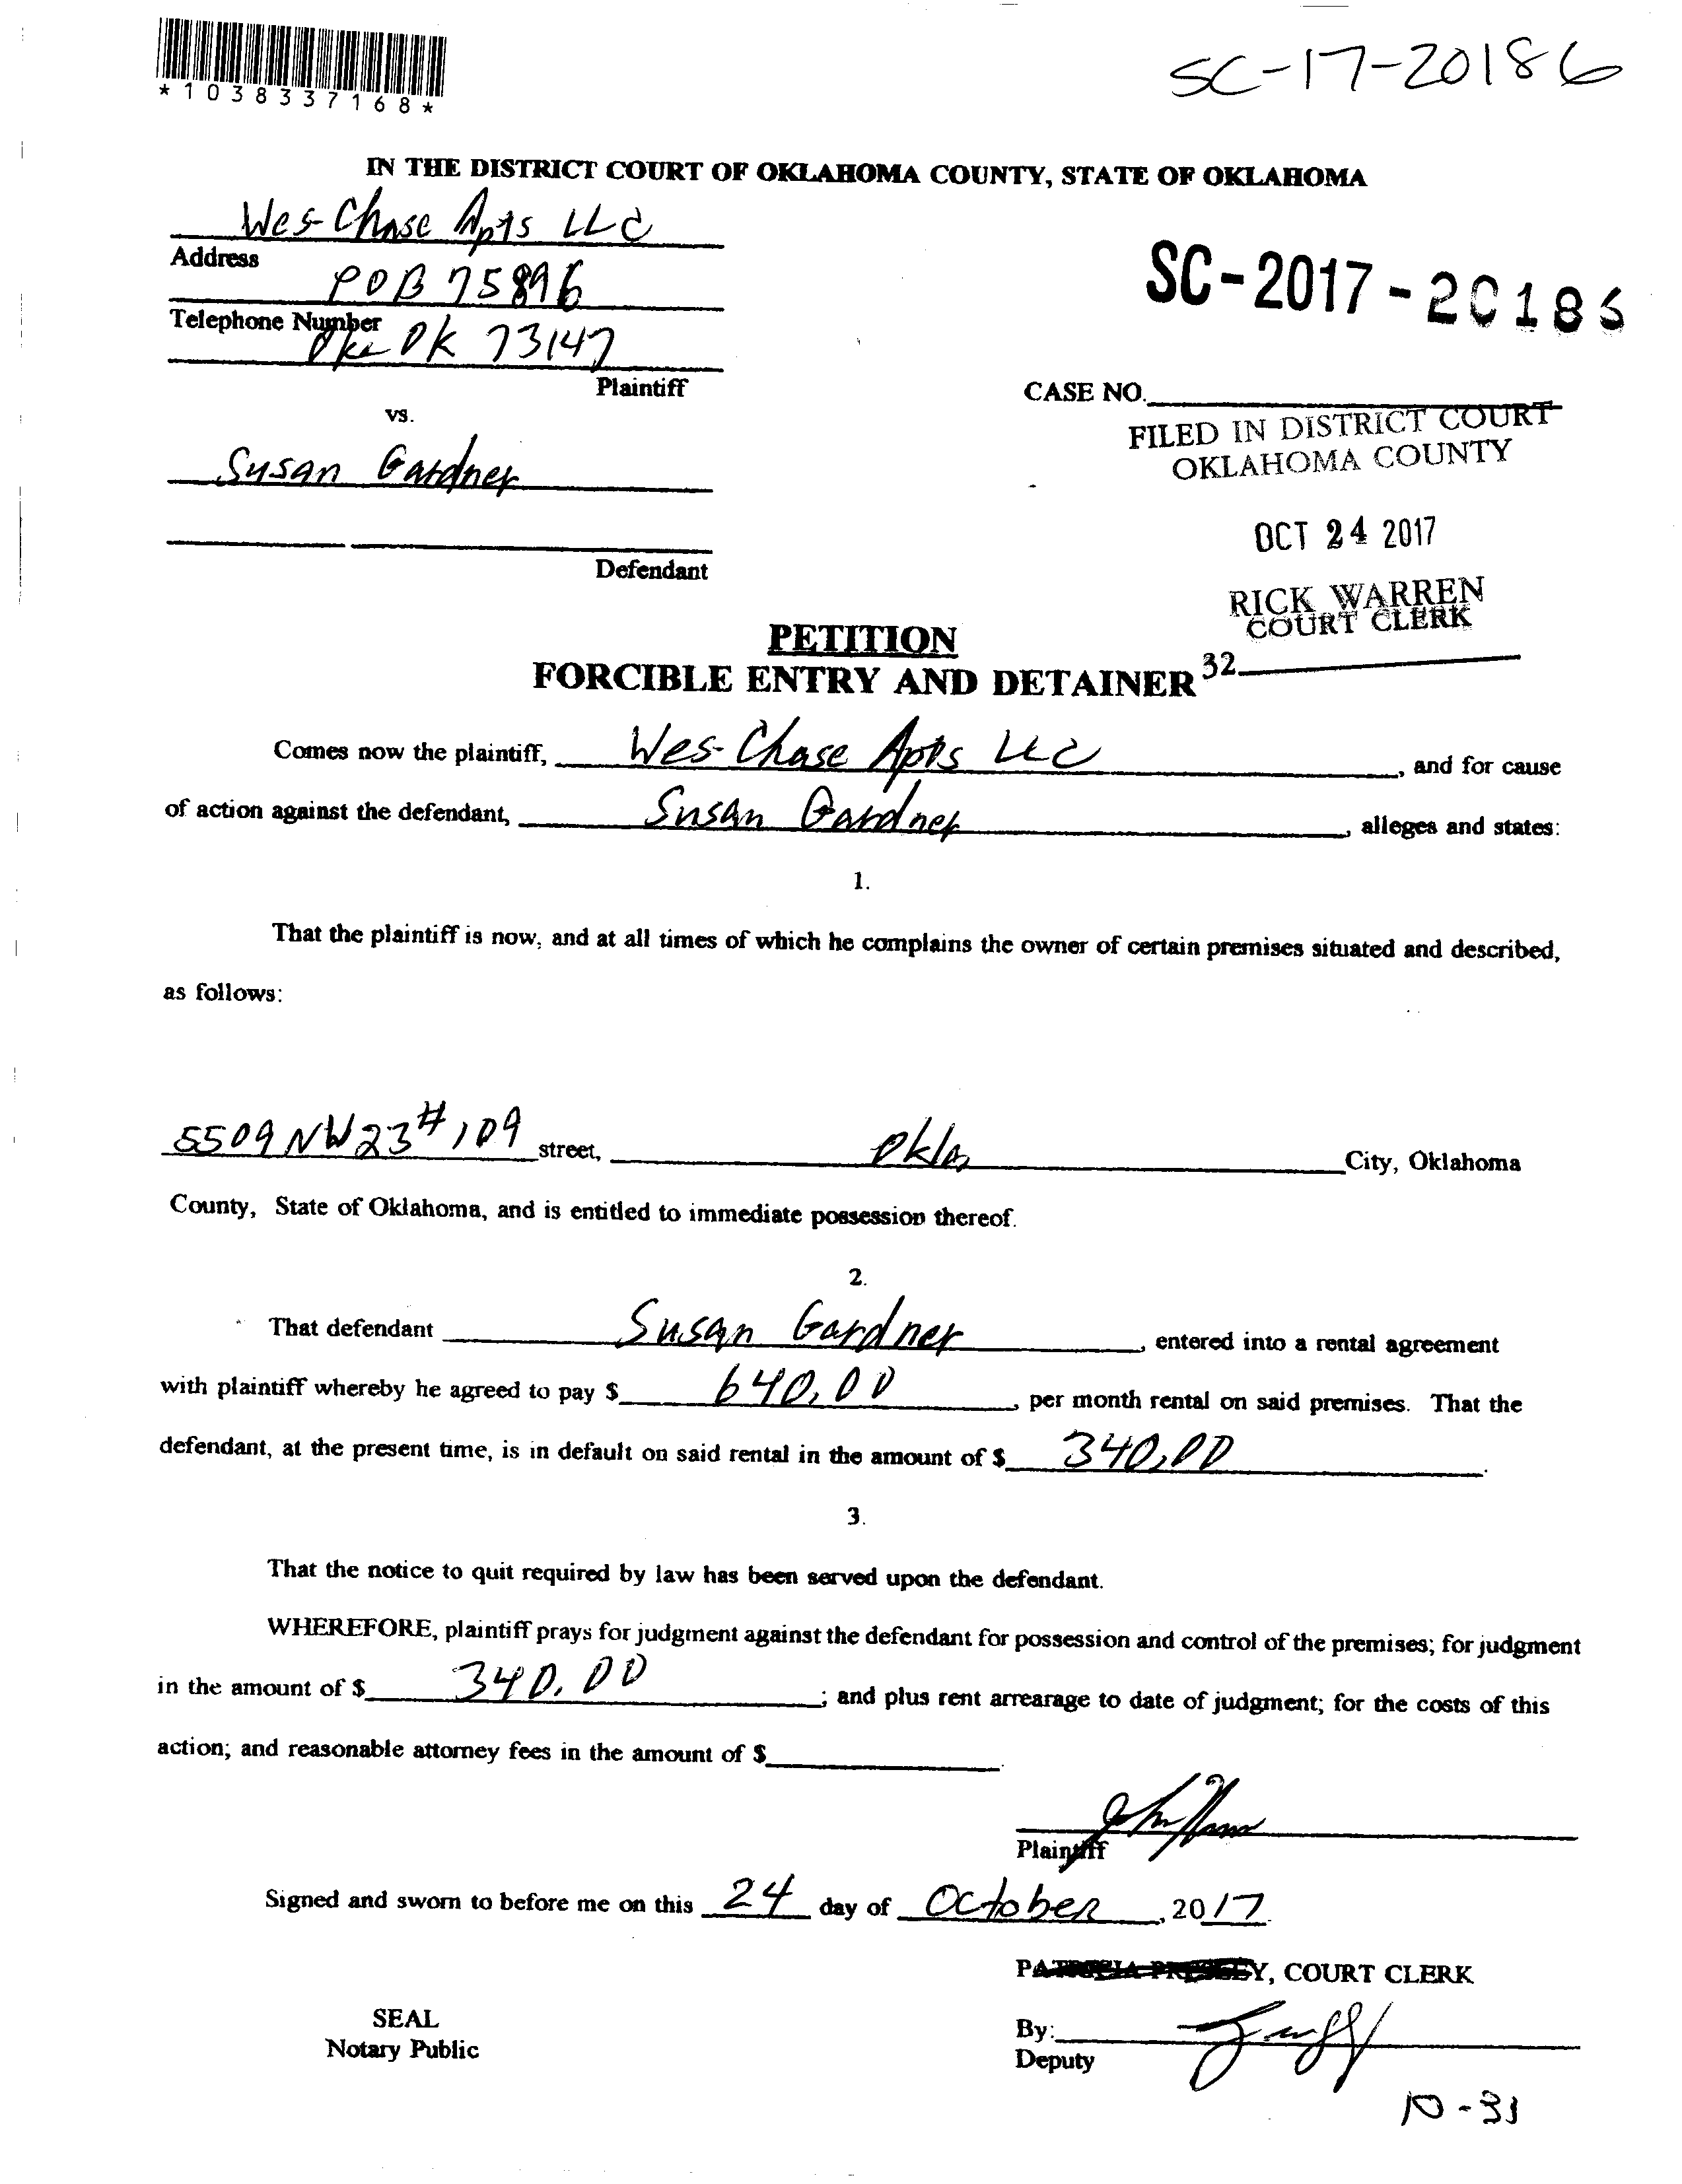 *1038337168*
SC-17-20186
IN THE DISTRICT COURT OF OKLAHOMA COUNTY, STATE OF OKLAHOMA
Wes-Chase Apts LLC
Address
POB 75896
SC-2017-20186
Telephone Number
OK 73147
Plaintiff
CASE NO.
vs.
FILED IN DISTRICT COURT
OKLAHOMA COUNTY
Susan Gardner
OCT 24 2017
Defendant
RICK WARREN
COURT CLERK
PETITION
32
FORCIBLE ENTRY AND DETAINER
Comes now the plaintiff, Wes-Chase Apts LLC, and for cause
of action against the defendant, Susan Gardner, alleges and states:
1.
That the plaintiff is now, and at all times of which he complains the owner of certain premises situated and described,
as follows:
5509 NW 23 # 109 street, Okla City, Oklahoma
County, State of Oklahoma, and is entitled to immediate possession thereof.
2.
That defendant Susan Gardner, entered into a rental agreement
with plaintiff whereby he agreed to pay $ 640.00, per month rental on said premises. That the
defendant, at the present time, is in default on said rental in the amount of $ 340.00.
3.
That the notice to quit required by law has been served upon the defendant.
WHEREFORE, plaintiff prays for judgment against the defendant for possession and control of the premises; for judgment
in the amount of $ 340.00; and plus rent arrearage to date of judgment; for the costs of this
action; and reasonable attorney fees in the amount of $
Plaintiff
Signed and sworn to before me on this 24 day of October, 2017.
COURT CLERK
SEAL
Notary Public
By:
Deputy
10-31